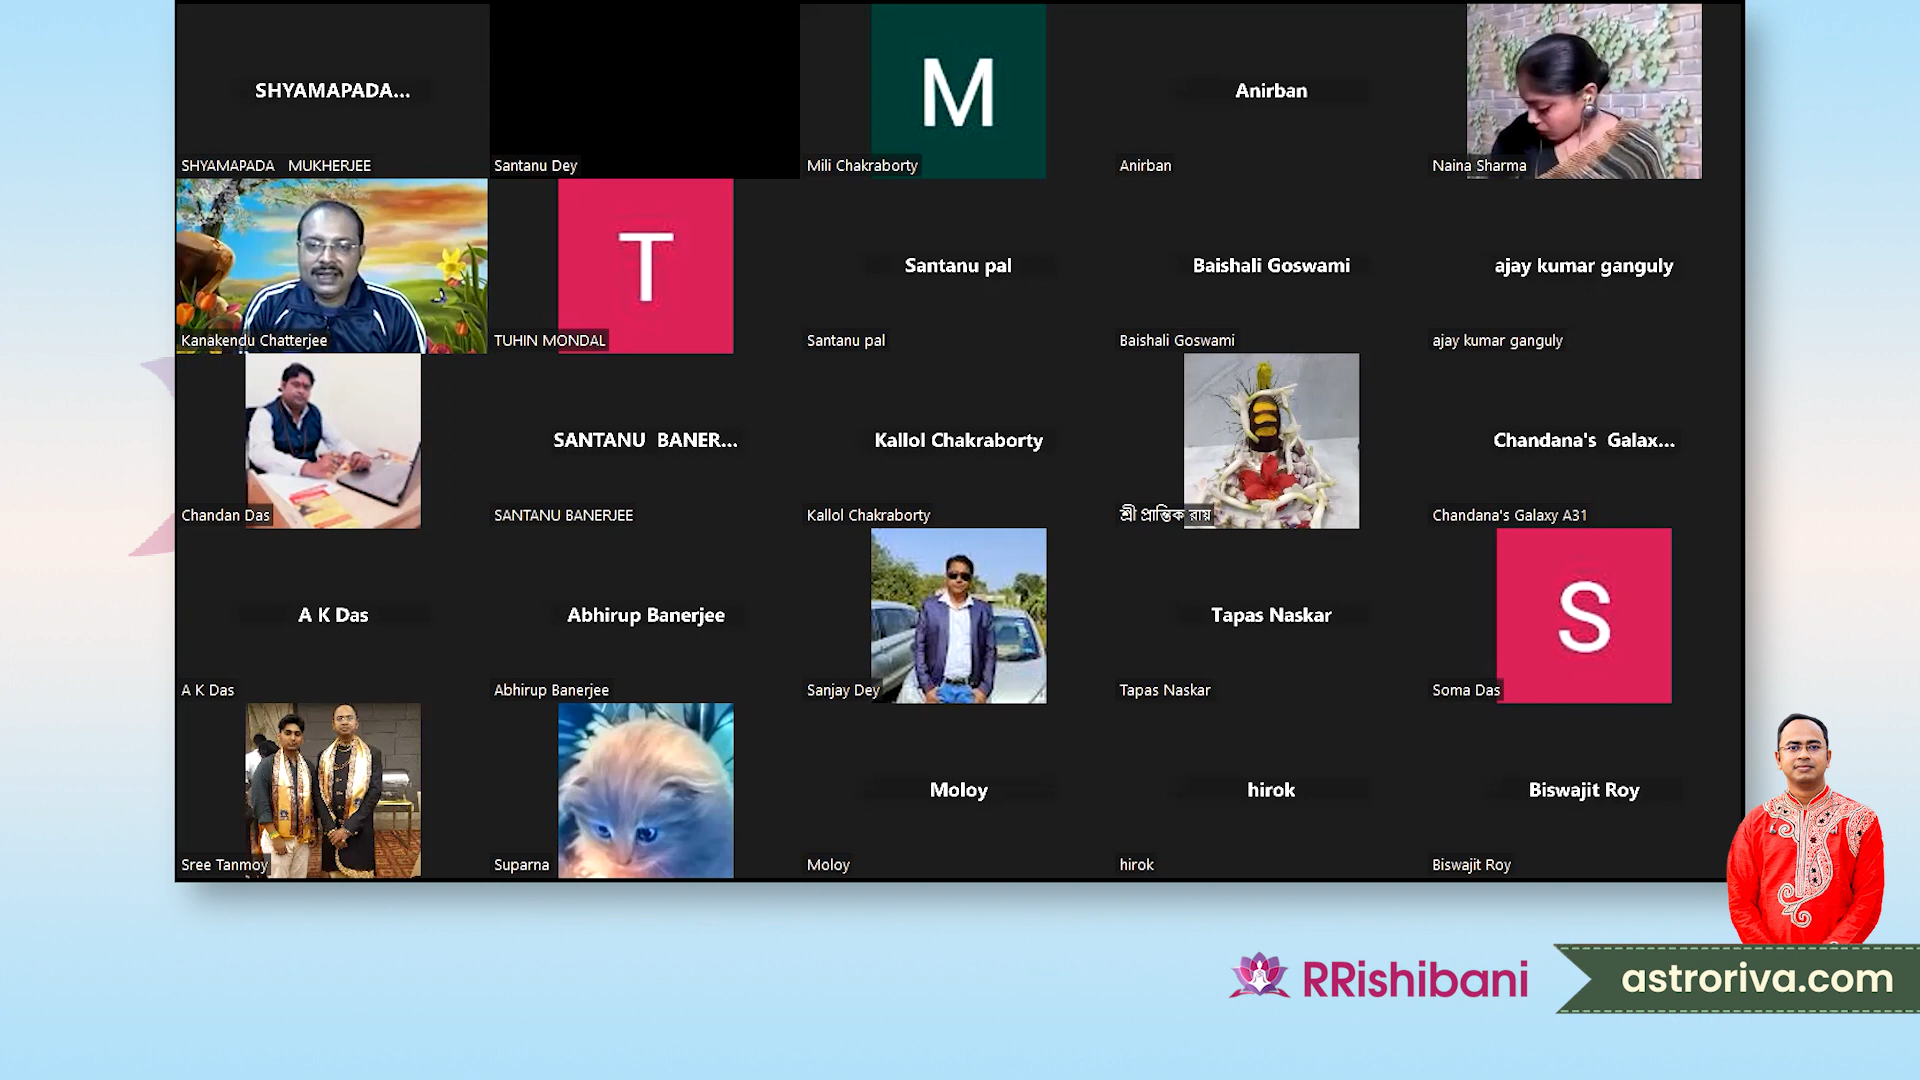 SHYAMAPADA...
SHYAMAPADA MUKHERJEE
Santanu Dey
M
Mili Chakraborty
Anirban
Anirban
Naina Sharma
Kanakendu Chatterjee
T
TUHIN MONDAL
Santanu pal
Santanu pal
Baishali Goswami
Baishali Goswami
ajay kumar ganguly
ajay kumar ganguly
Chandan Das
SANTANU BANER...
SANTANU BANERJEE
Kallol Chakraborty
Kallol Chakraborty
শ্রী প্রান্তিক রায়
Chandana's Galax...
Chandana's Galaxy A31
A K Das
A K Das
Abhirup Banerjee
Abhirup Banerjee
Sanjay Dey
Tapas Naskar
Tapas Naskar
S
Soma Das
Sree Tanmoy
Suparna
Moloy
Moloy
hirok
hirok
Biswajit Roy
Biswajit Roy
RRishibani
astroriva.com